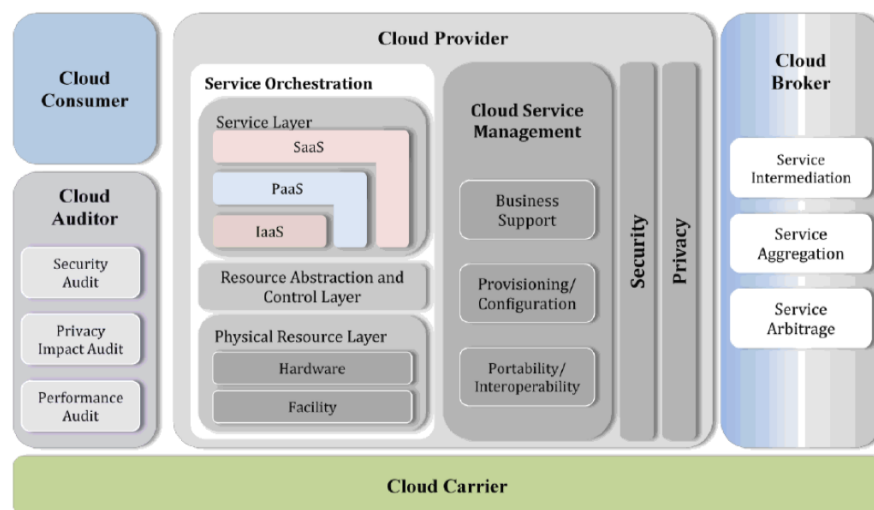 Cloud
Consumer
Cloud
Auditor
Security
Audit
Privacy
Impact Audit
Performance
Audit
Cloud Provider
Service Orchestration
Service Layer
SaaS
PaaS
IaaS
Resource Abstraction and
Control Layer
Physical Resource Layer
Hardware
Facility
Cloud Service
Management
Business
Support
Provisioning/
Configuration
Portability/
Interoperability
Security
Privacy
Cloud
Broker
Service
Intermediation
Service
Aggregation
Service
Arbitrage
Cloud Carrier